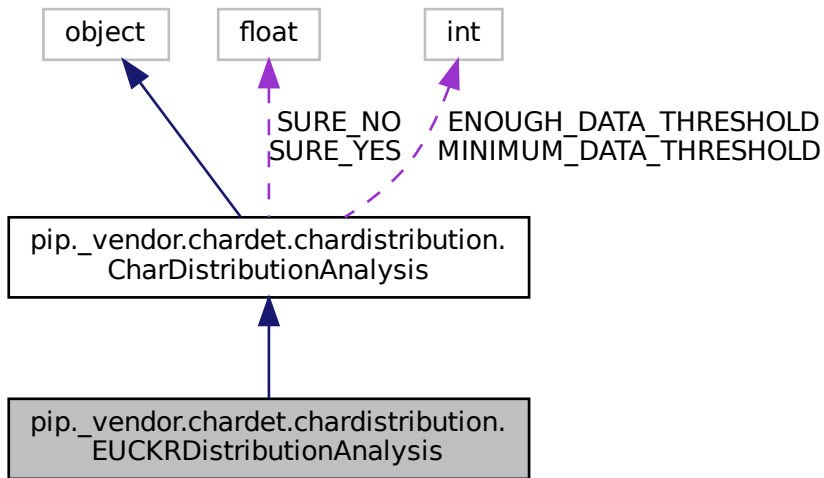 object
float
int
SURE_NO
SURE_YES
ENOUGH_DATA_THRESHOLD
MINIMUM_DATA_THRESHOLD
pip._vendor.chardet.chardistribution.
CharDistributionAnalysis
pip._vendor.chardet.chardistribution.
EUCKRDistributionAnalysis